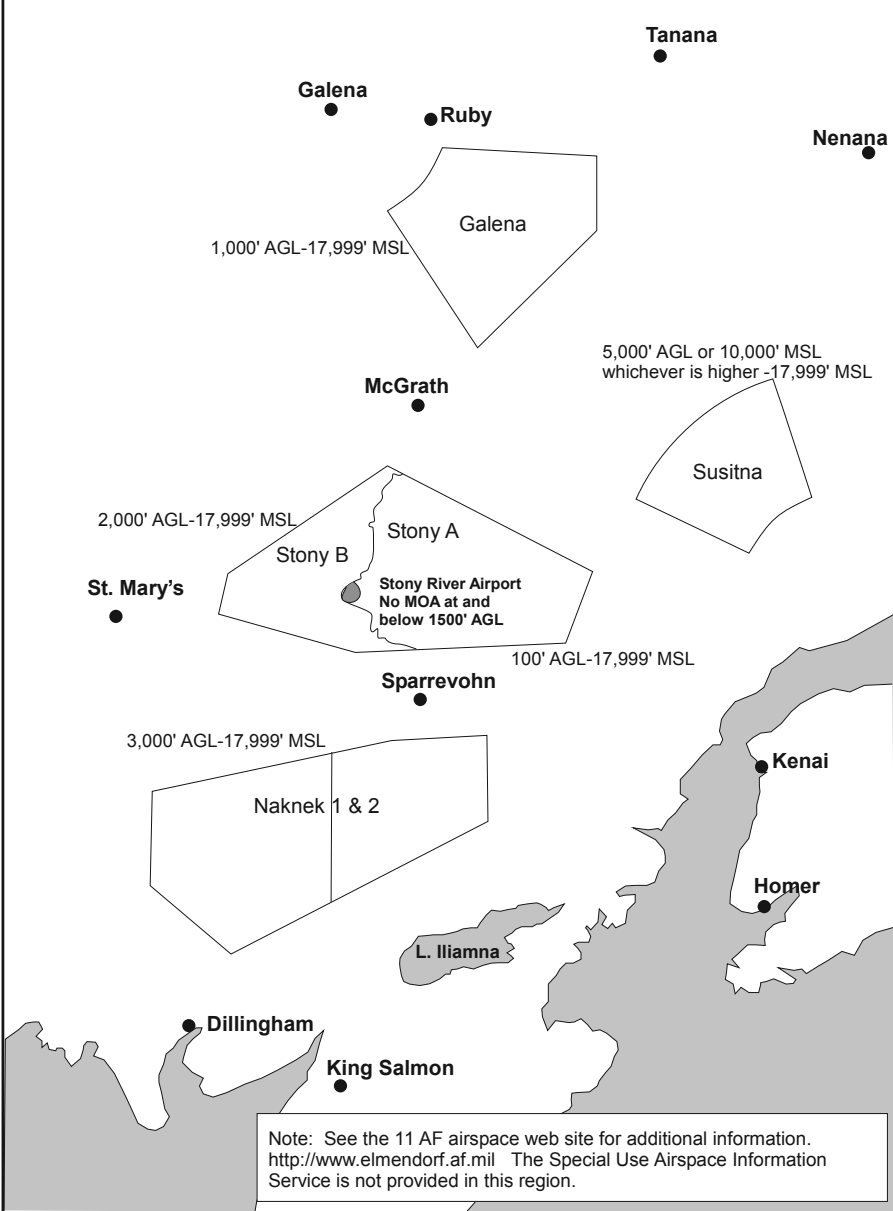 Tanana
Galena
Ruby
Nenana
Galena
1,000' AGL-17,999' MSL
5,000' AGL or 10,000' MSL
whichever is higher -17,999' MSL
McGrath
Susitna
2,000' AGL-17,999' MSL
Stony A
Stony B
Stony River Airport
No MOA at and
below 1500' AGL
St. Mary's
100' AGL-17,999' MSL
Sparrevohn
3,000' AGL-17,999' MSL
Kenai
Naknek 1 & 2
Homer
L. Iliamna
Dillingham
King Salmon
Note: See the 11 AF airspace web site for additional information.
http://www.elmendorf.af.mil The Special Use Airspace Information
Service is not provided in this region.